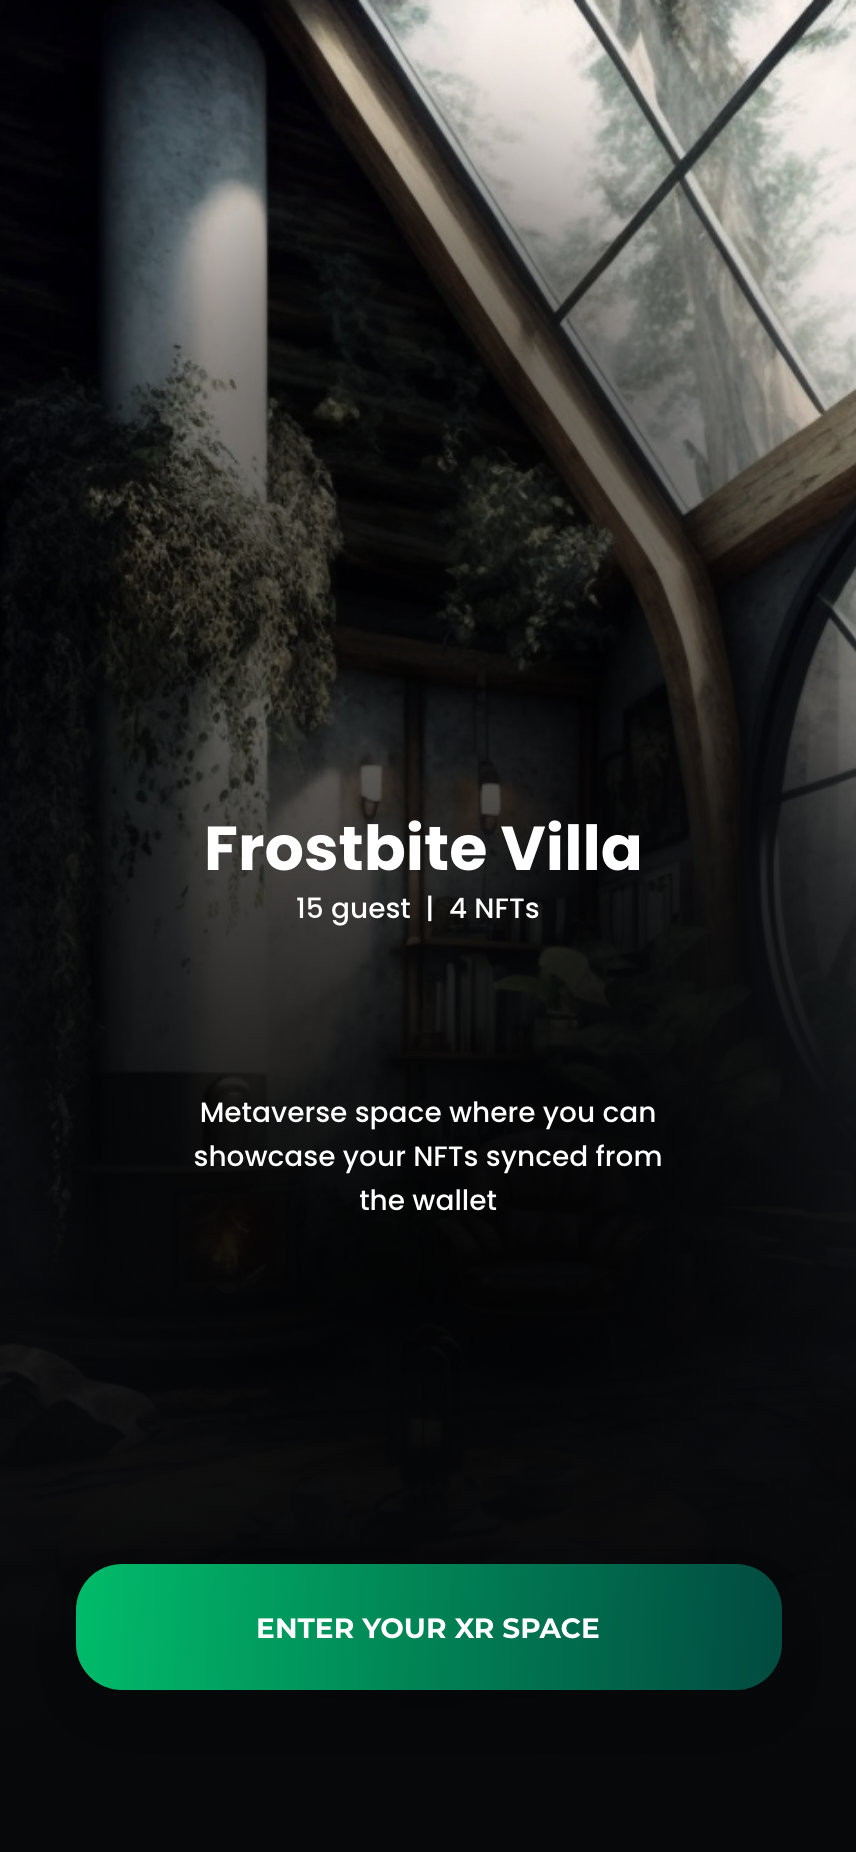 Frostbite Villa
15 guest | 4 NFTs
Metaverse space where you can
showcase your NFTs synced from
the wallet
ENTER YOUR XR SPACE